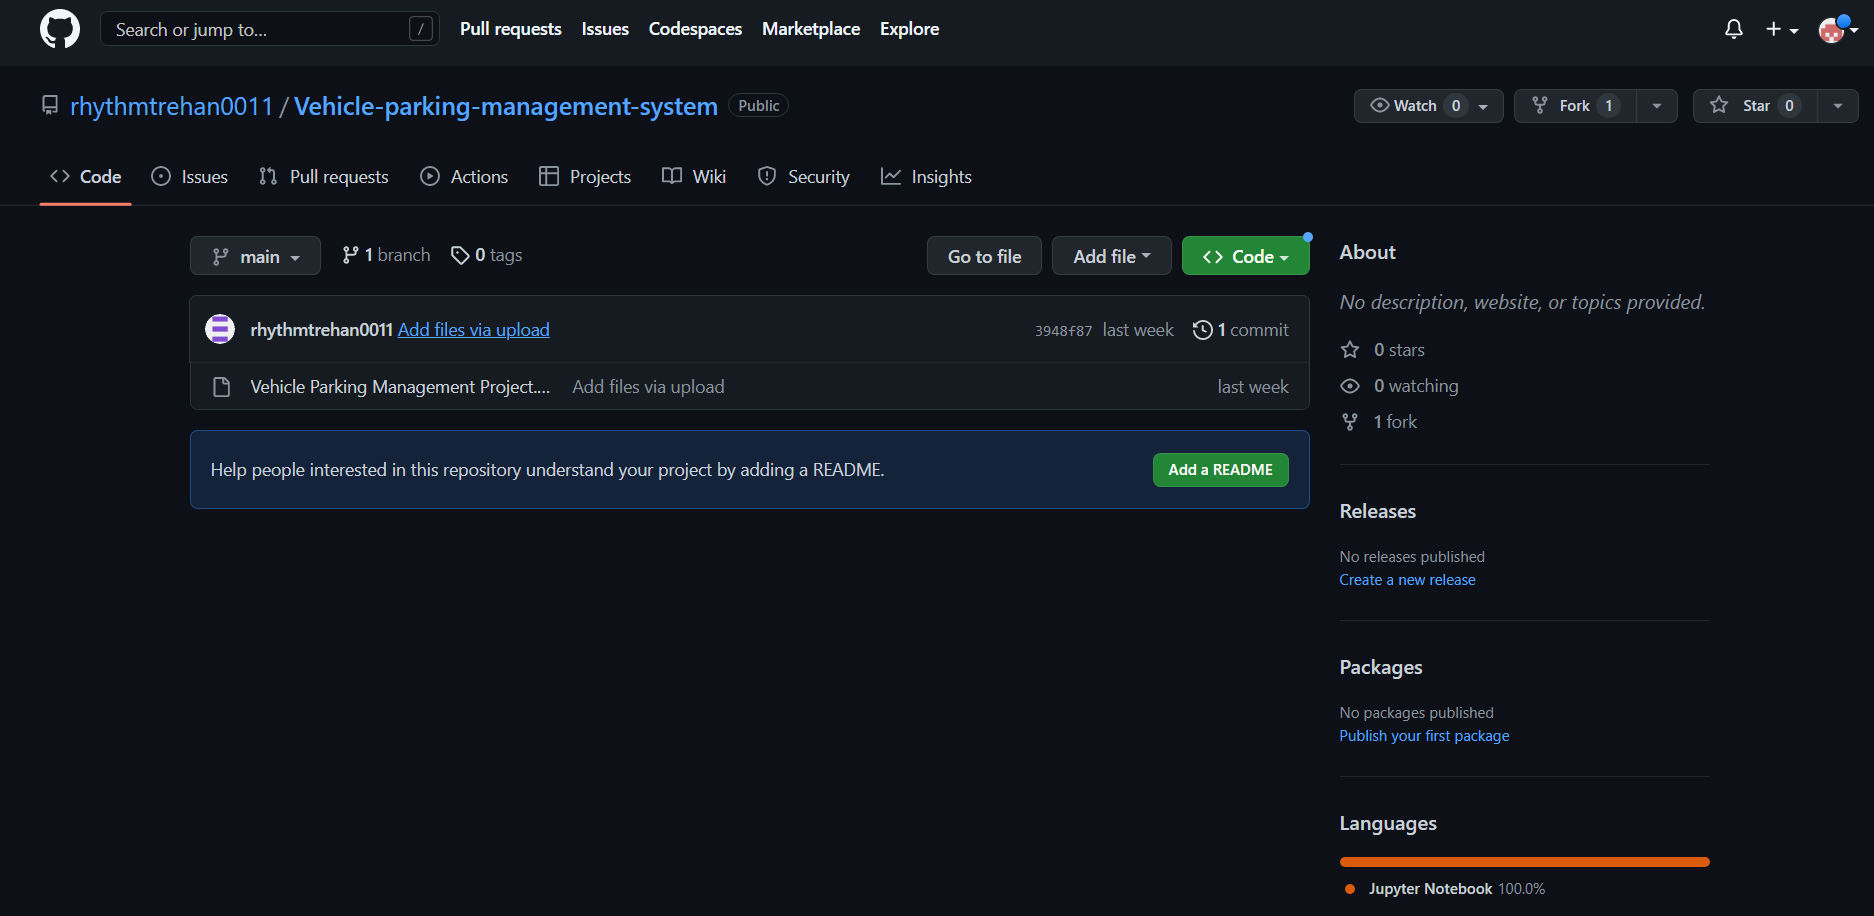 Search or jump to... / Pull requests Issues Codespaces Marketplace Explore
rhythmtrehan0011 / Vehicle-parking-management-system Public Watch 0 Fork 1 Star 0
Code Issues Pull requests Actions Projects Wiki Security Insights
main 1 branch 0 tags Go to file Add file Code
rhythmtrehan0011 Add files via upload 3948f87 last week 1 commit
Vehicle Parking Management Project.... Add files via upload last week
Help people interested in this repository understand your project by adding a README. Add a README
About
No description, website, or topics provided.
0 stars
0 watching
1 fork
Releases
No releases published
Create a new release
Packages
No packages published
Publish your first package
Languages
Jupyter Notebook 100.0%